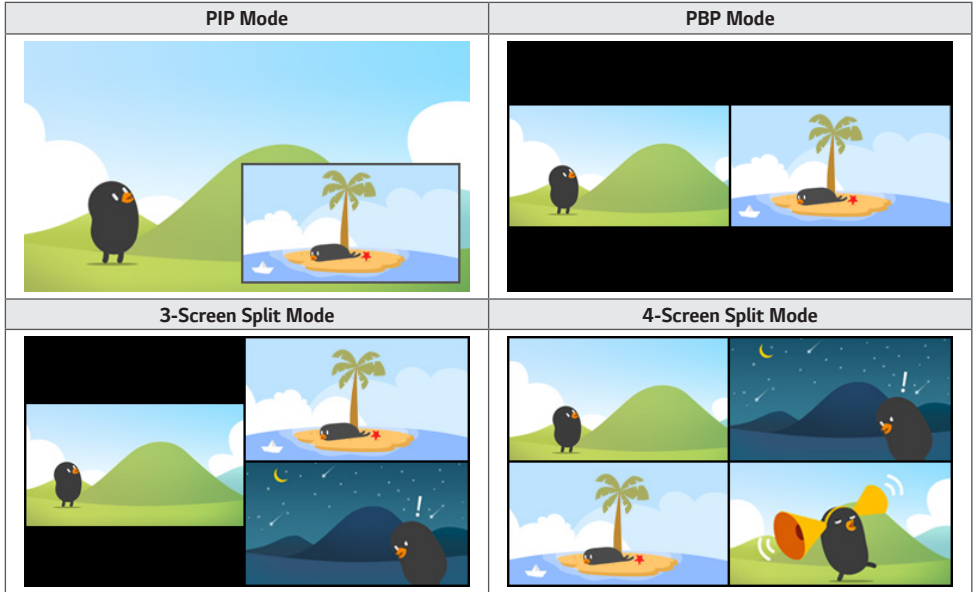 PIP Mode
PBP Mode
3-Screen Split Mode
4-Screen Split Mode